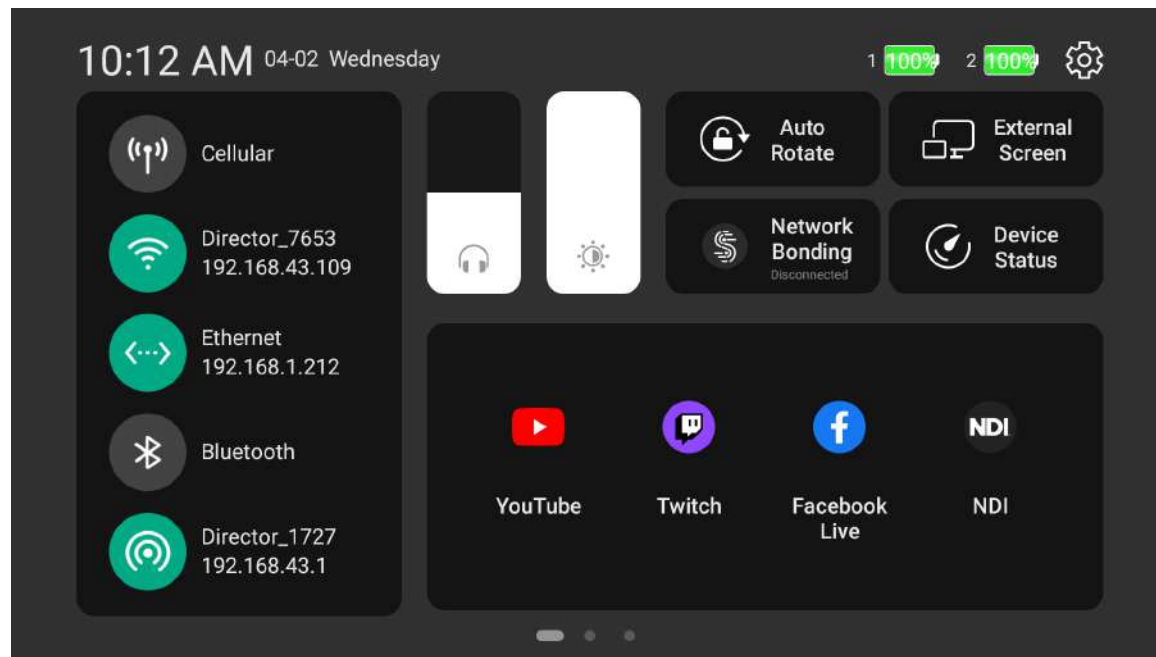 10:12 AM 04-02 Wednesday
1 100% 2 100%
Cellular
Director_7653
192.168.43.109
Ethernet
192.168.1.212
Bluetooth
Director_1727
192.168.43.1
Auto
Rotate
External
Screen
Network
Bonding
Disconnected
Device
Status
NDI
YouTube
Twitch
Facebook
Live
NDI